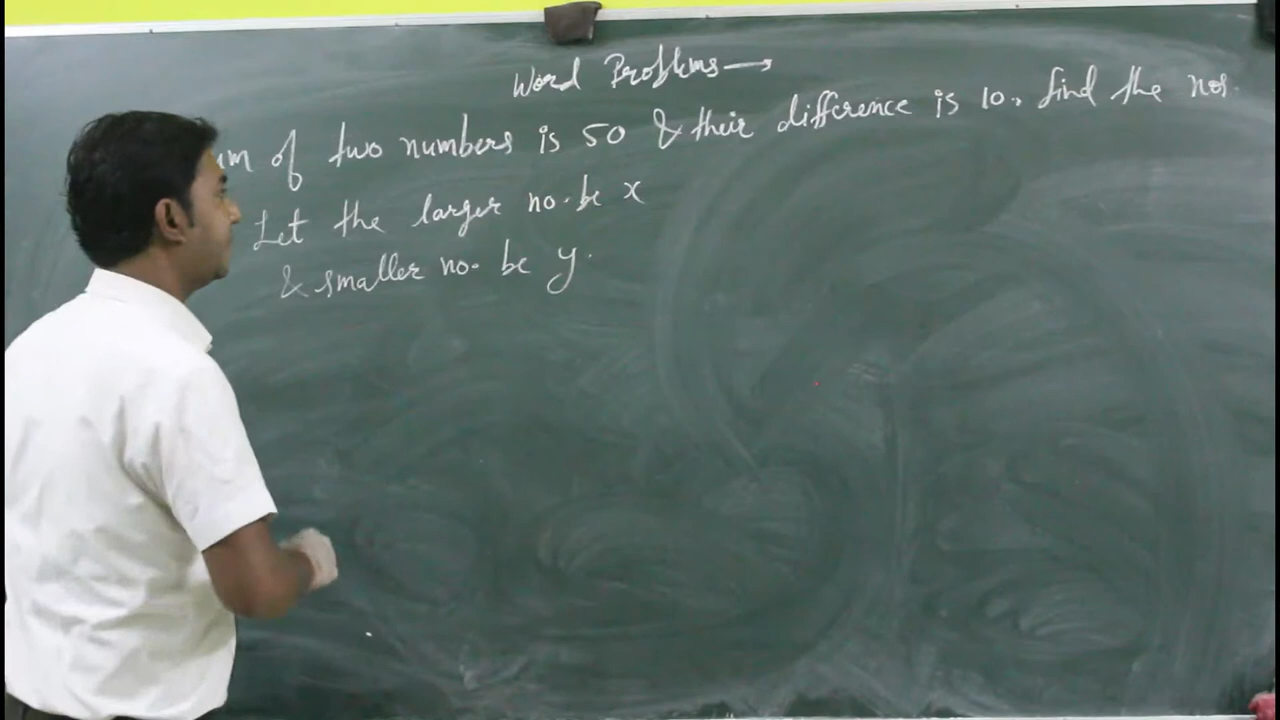 Word Problems →
um of two numbers is 50 & their difference is 10. find the nos.
Let the larger no. be x
& smaller no. be y.